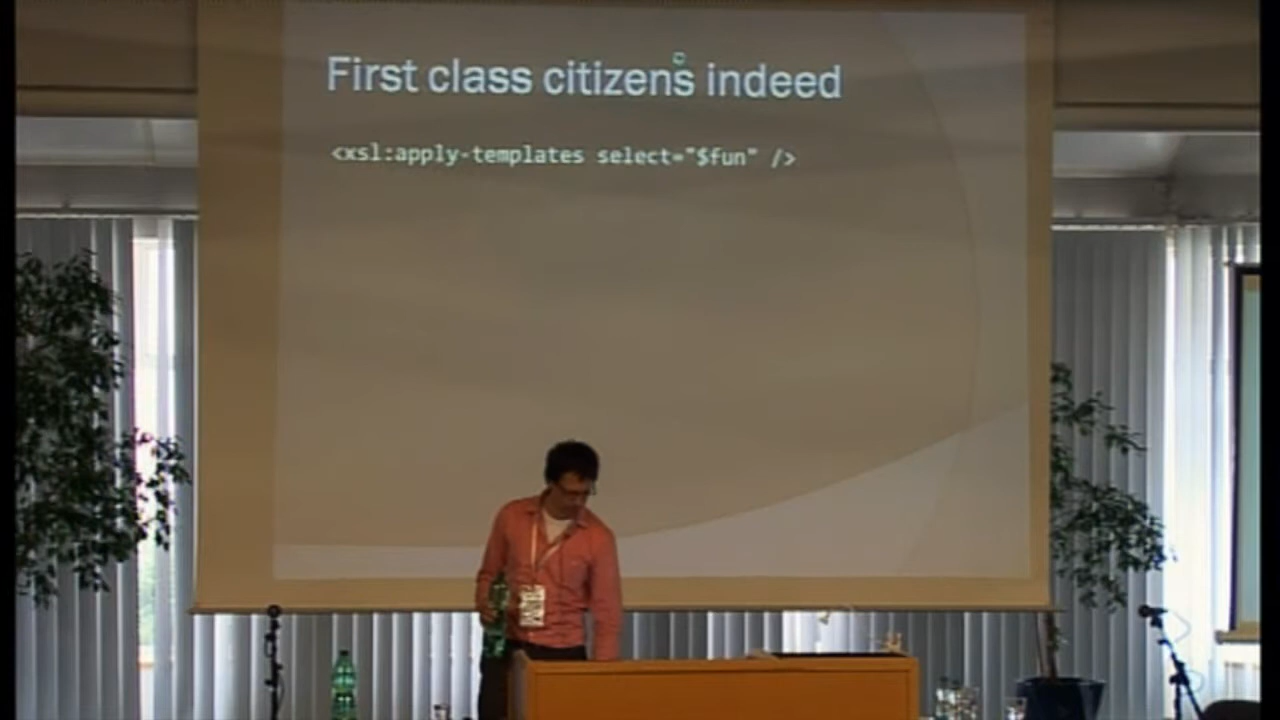 First class citizens indeed
<xsl:apply-templates select="$fun" />